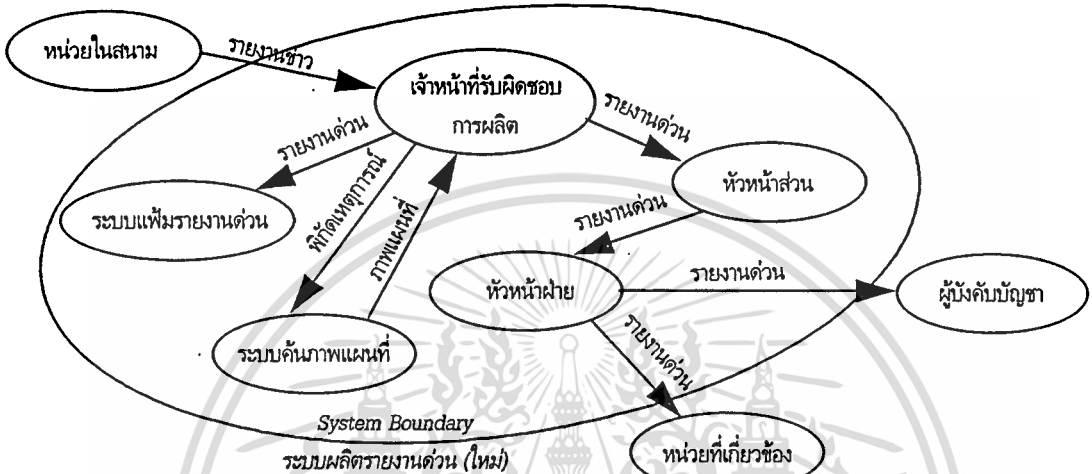 หน่วยในสนาม
รายงานข่าว
เจ้าหน้าที่รับผิดชอบ
การผลิต
รายงานด่วน
รายงานด่วน
หัวหน้าส่วน
ระบบแฟ้มรายงานด่วน
พิกัดเหตุการณ์
ภาพแผนที่
รายงานด่วน
หัวหน้าฝ่าย
รายงานด่วน
ผู้บังคับบัญชา
ระบบค้นภาพแผนที่
รายงานด่วน
System Boundary
ระบบผลิตรายงานด่วน (ใหม่)
หน่วยที่เกี่ยวข้อง